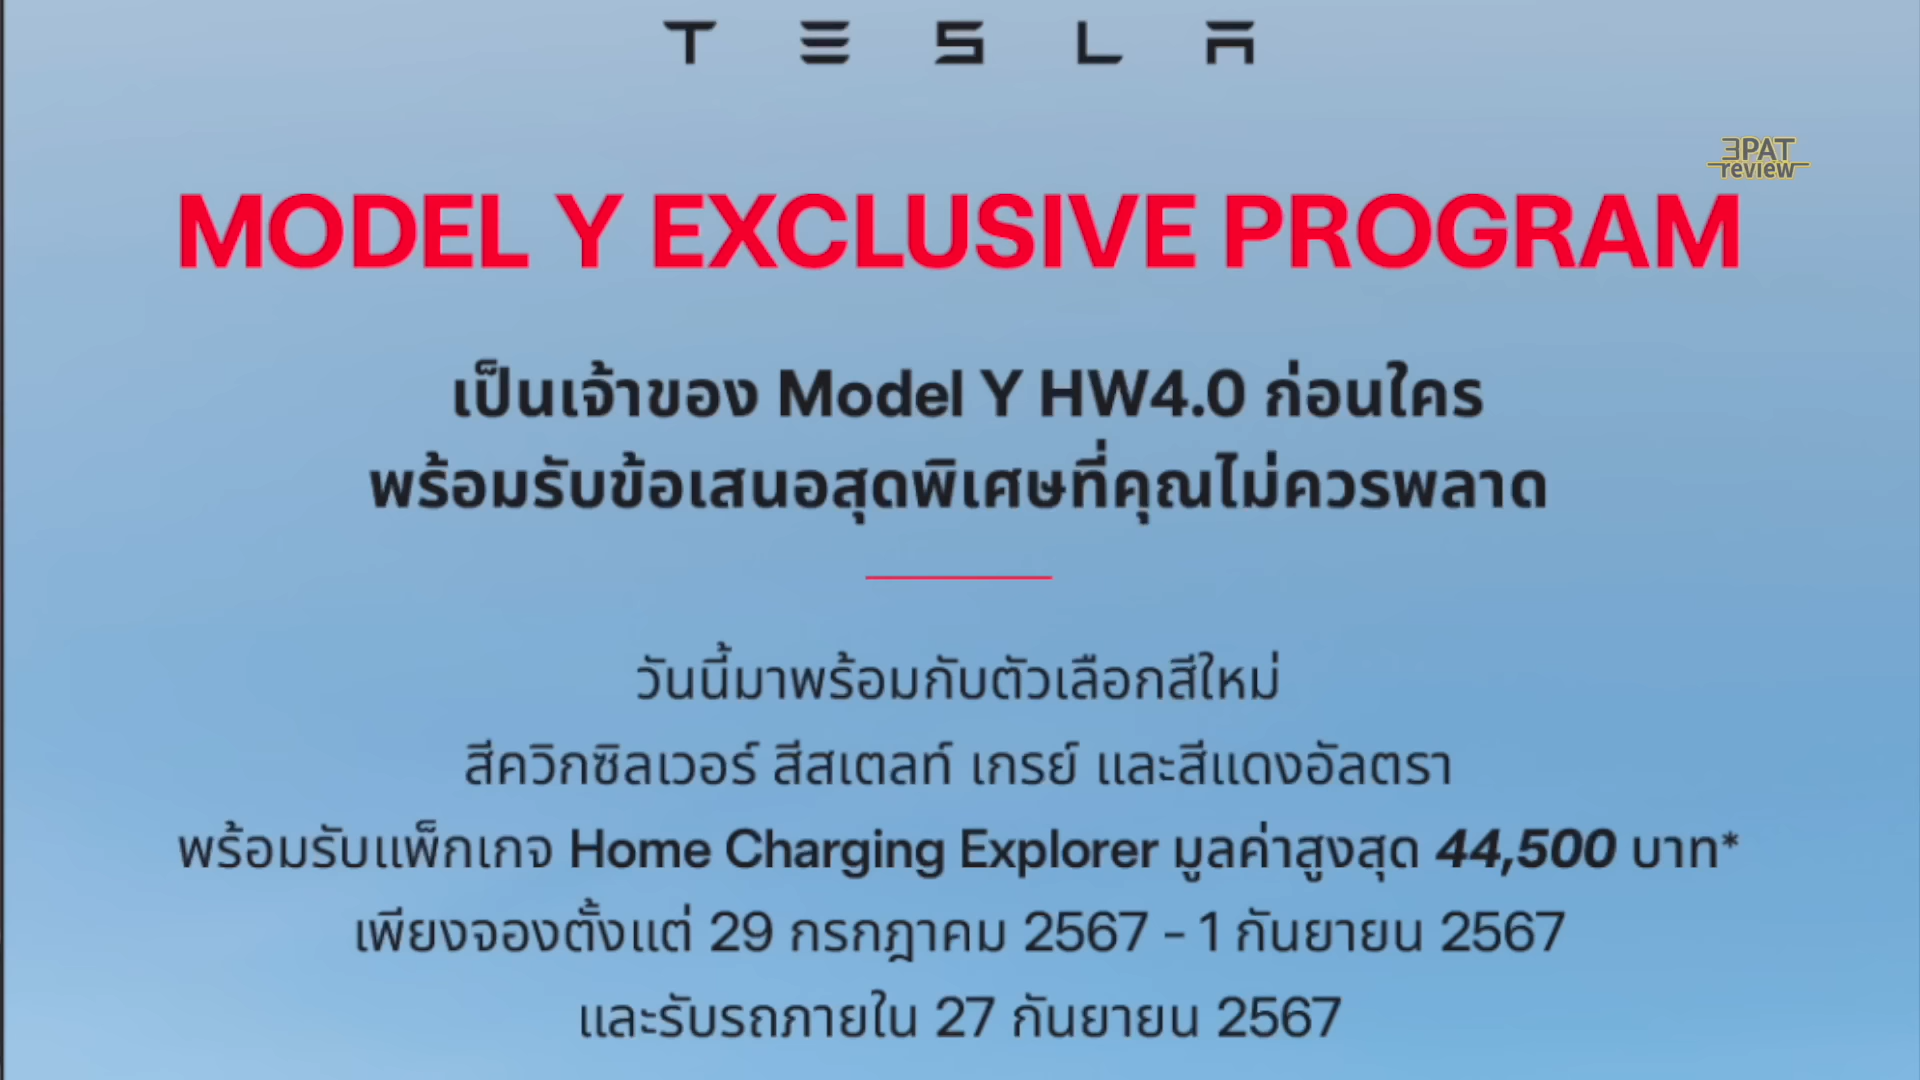 TESLA
3PAT
review
MODEL Y EXCLUSIVE PROGRAM
เป็นเจ้าของ Model Y HW4.0 ก่อนใคร
พร้อมรับข้อเสนอสุดพิเศษที่คุณไม่ควรพลาด
วันนี้มาพร้อมกับตัวเลือกสีใหม่
สีควิกซิลเวอร์ สีสเตลท์ เกรย์ และสีแดงอัลตรา
พร้อมรับแพ็กเกจ Home Charging Explorer มูลค่าสูงสุด 44,500 บาท*
เพียงจองตั้งแต่ 29 กรกฎาคม 2567 - 1 กันยายน 2567
และรับรถภายใน 27 กันยายน 2567